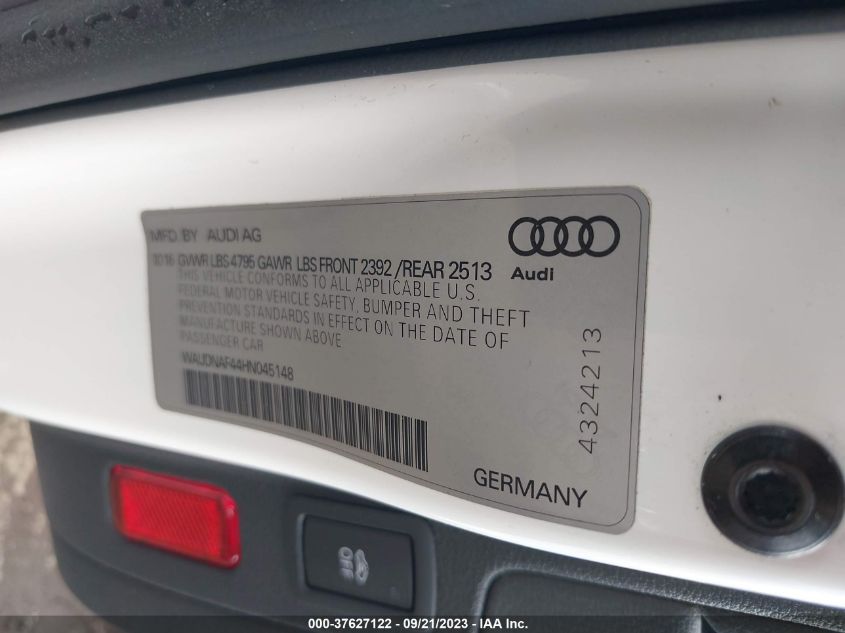 MFD. BY AUDI AG
Audi
GVWR LBS 4795 GAWR LBS FRONT 2392 /REAR 2513
THIS VEHICLE CONFORMS TO ALL APPLICABLE U.S.
FEDERAL MOTOR VEHICLE SAFETY, BUMPER AND THEFT
PREVENTION STANDARDS IN EFFECT ON THE DATE OF
MANUFACTURE SHOWN ABOVE
PASSENGER CAR
WAUDNAF44HN045148
4324213
GERMANY
000-37627122 - 09/21/2023 - IAA Inc.